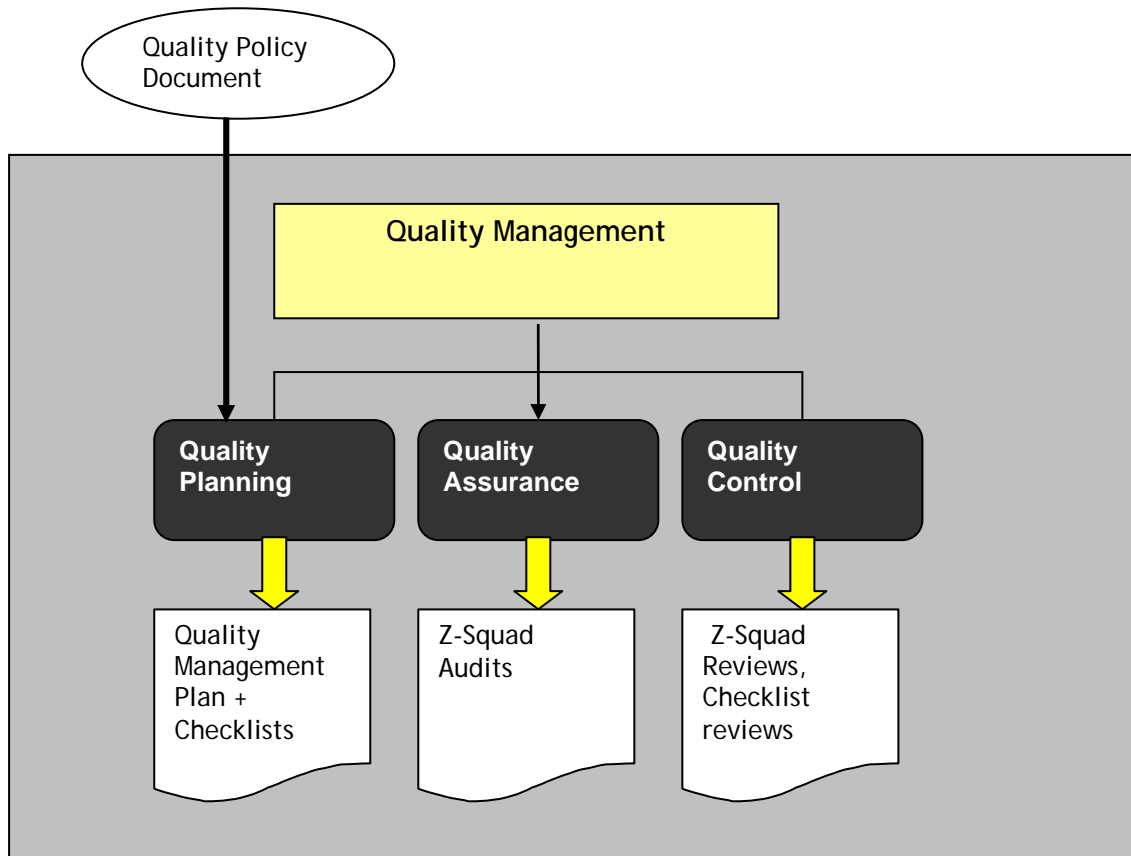 Quality Policy
Document
Quality Management
Quality
Planning
Quality
Assurance
Quality
Control
Quality
Management
Plan +
Checklists
Z-Squad
Audits
Z-Squad
Reviews,
Checklist
reviews